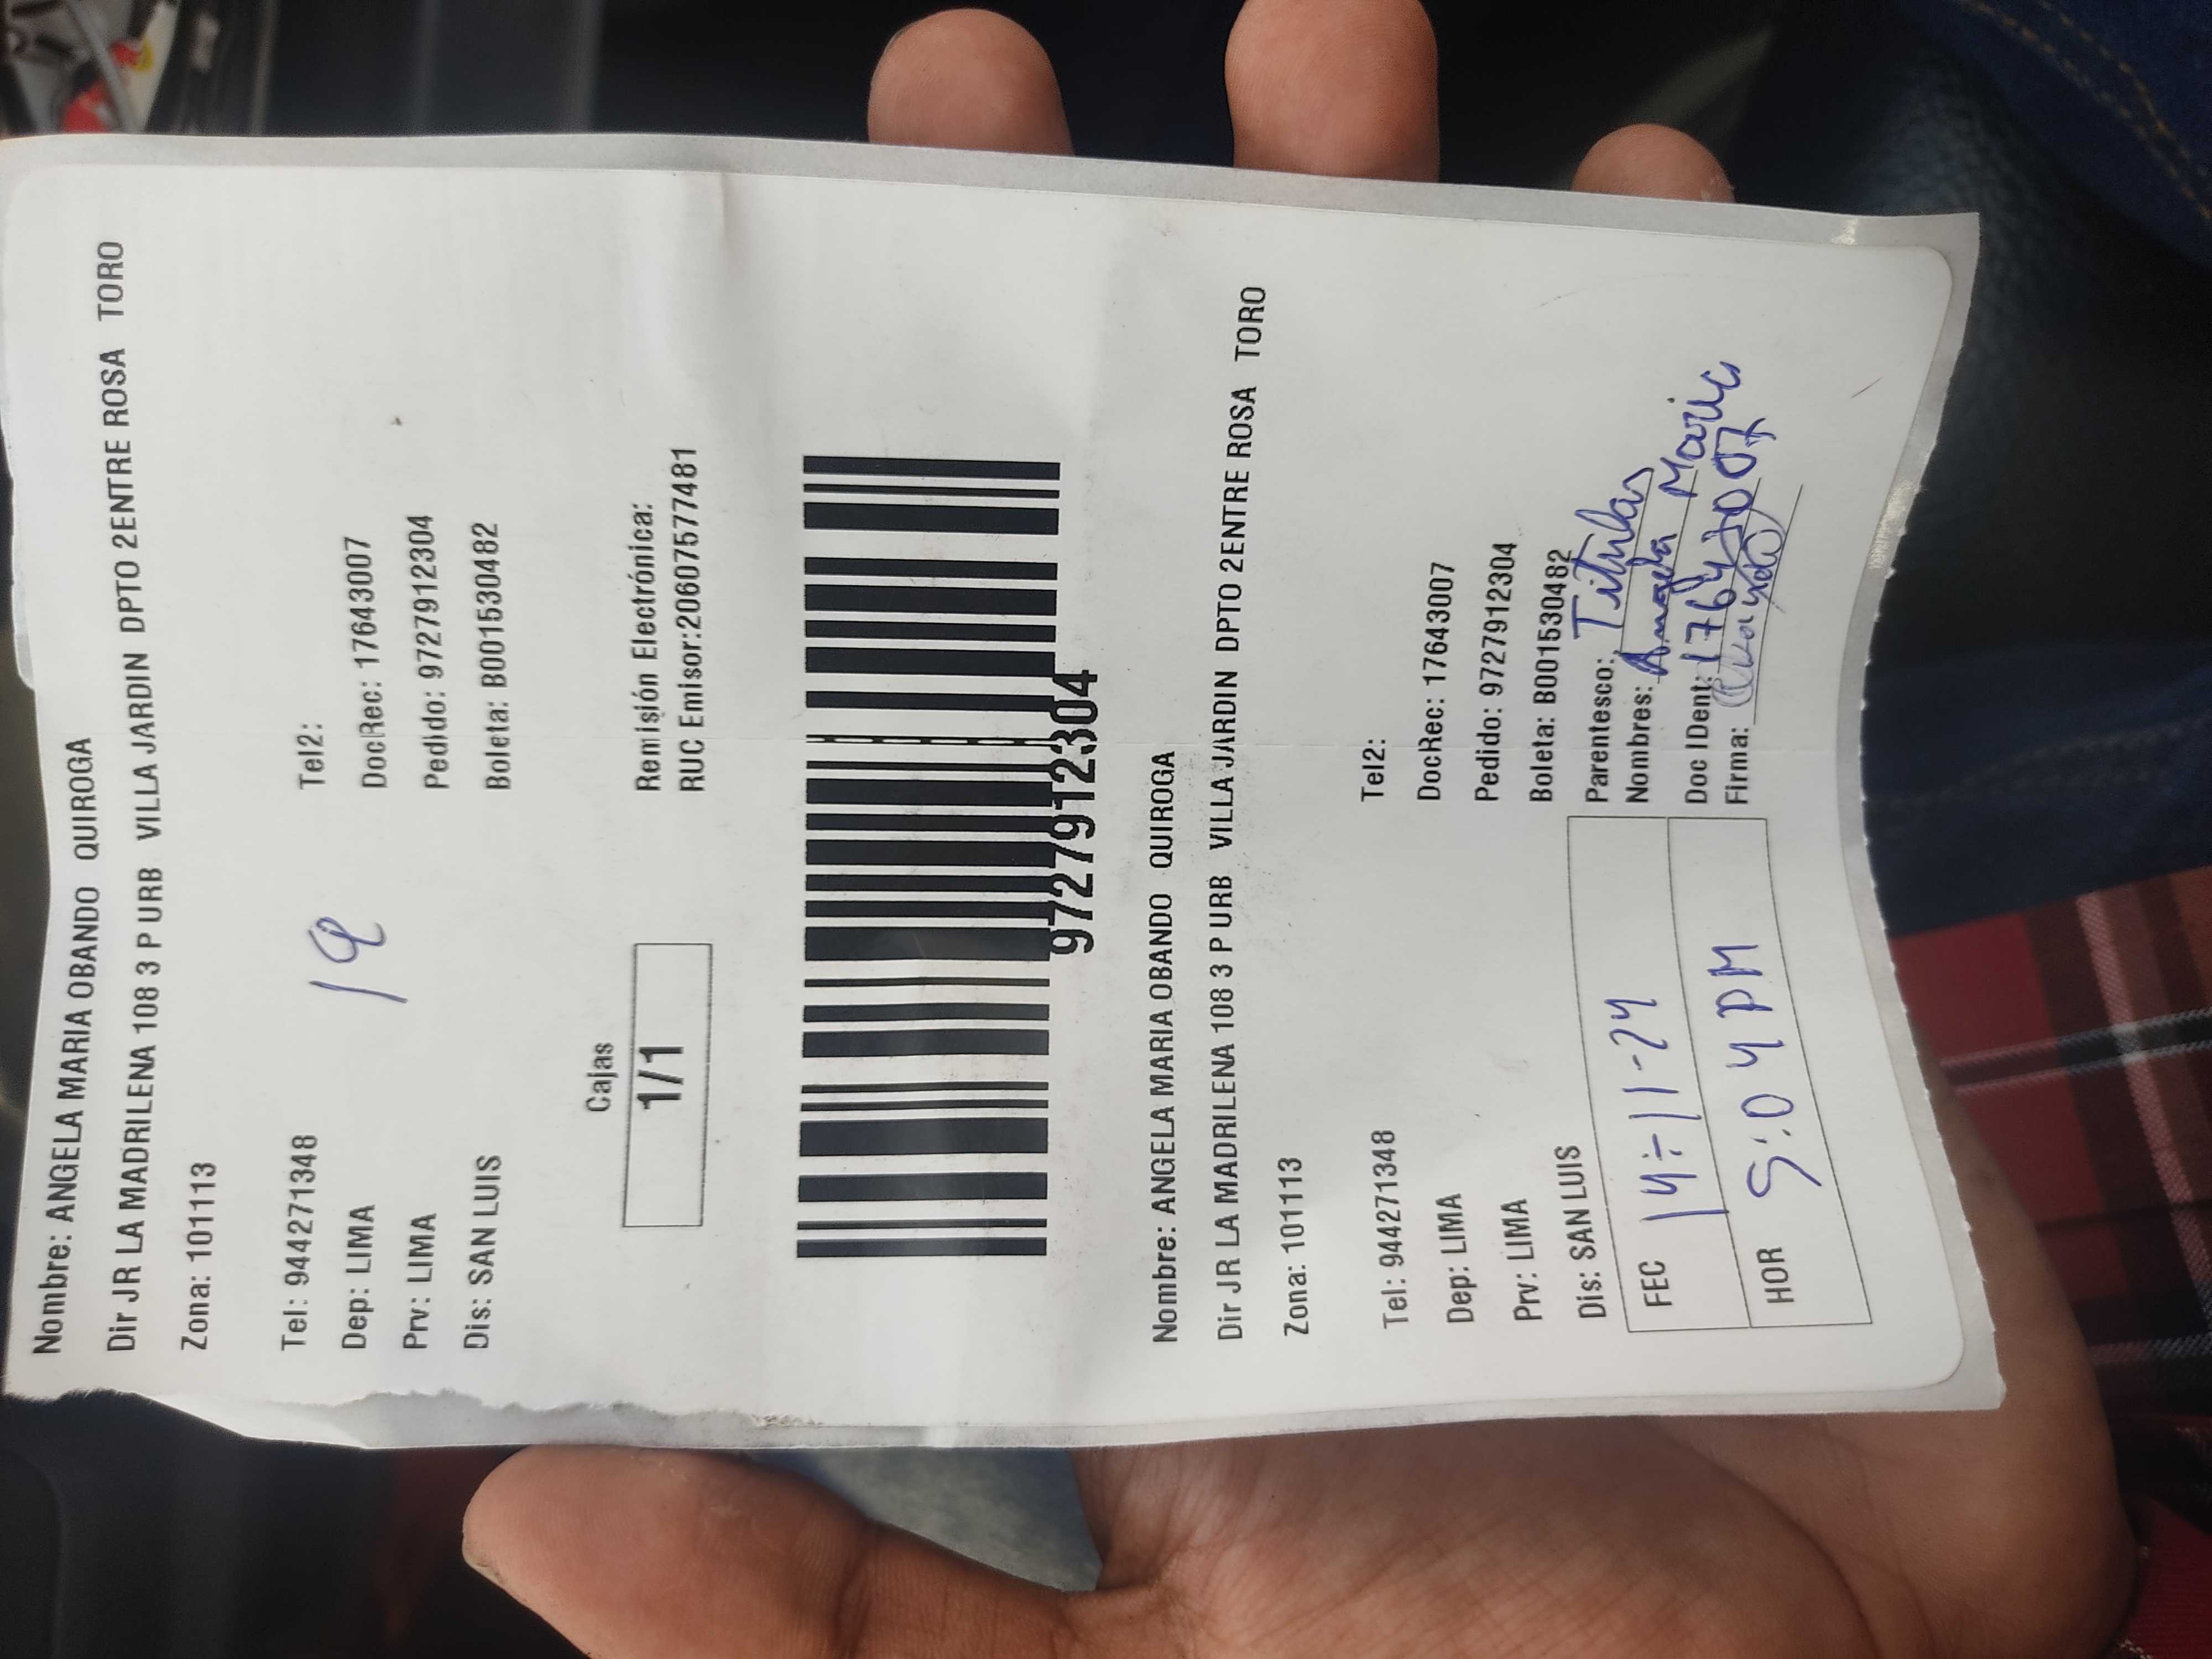 Nombre: ANGELA MARIA OBANDO QUIROGA
Dir JR LA MADRILENA 108 3 P URB VILLA JARDIN DPTO 2ENTRE ROSA TORO
Zona: 101113
Tel: 944271348 Tel2:
Dep: LIMA DocRec: 17643007
Prv: LIMA Pedido: 9727912304
Dis: SAN LUIS Boleta: B001530482
Cajas
1/1
Remisión Electrónica:
RUC Emisor:20607577481
9727912304
Nombre: ANGELA MARIA OBANDO QUIROGA
Dir JR LA MADRILENA 108 3 P URB VILLA JARDIN DPTO 2ENTRE ROSA TORO
Zona: 101113
Tel: 944271348 Tel2:
Dep: LIMA DocRec: 17643007
Prv: LIMA Pedido: 9727912304
Dis: SAN LUIS Boleta: B001530482
FEC 14-11-24
HOR 5:04 PM
Parentesco: Titular
Nombres: Angela Maria
Doc IDent: 17643007
Firma: